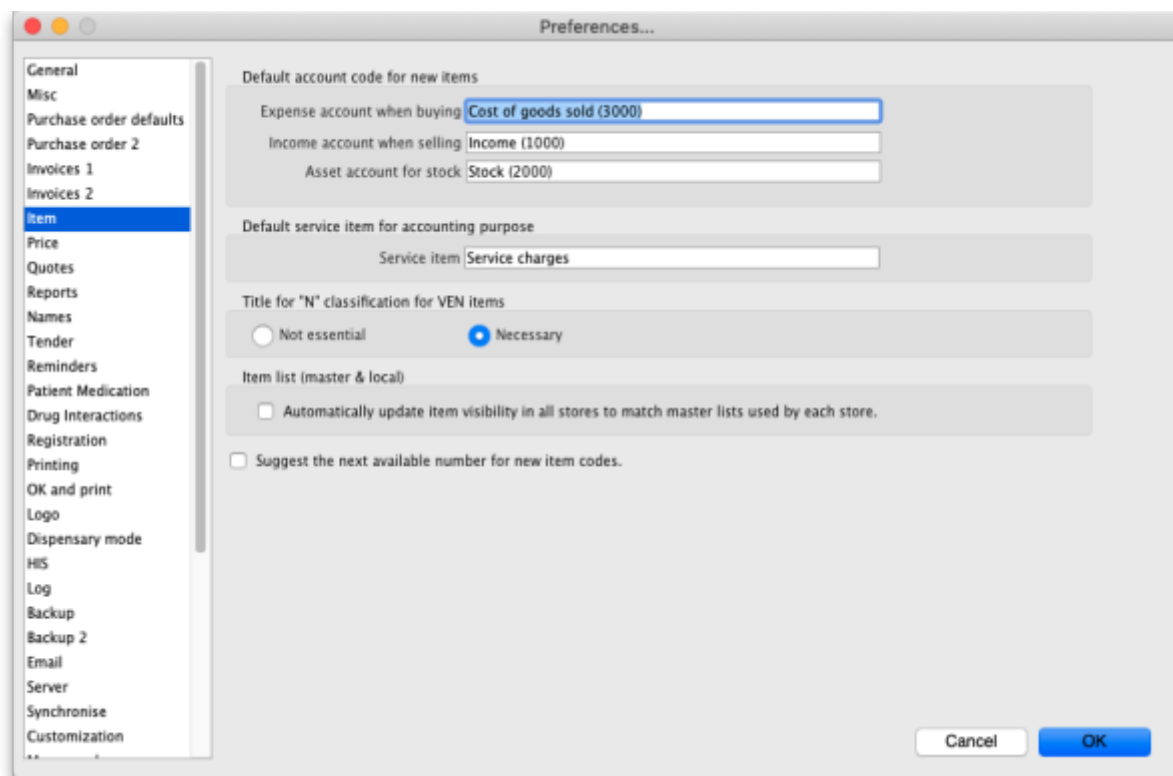 Preferences...
General
Misc
Purchase order defaults
Purchase order 2
Invoices 1
Invoices 2
Item
Price
Quotes
Reports
Names
Tender
Reminders
Patient Medication
Drug Interactions
Registration
Printing
OK and print
Logo
Dispensary mode
HIS
Log
Backup
Backup 2
Email
Server
Synchronise
Customization
Default account code for new items
Expense account when buying Cost of goods sold (3000)
Income account when selling Income (1000)
Asset account for stock Stock (2000)
Default service item for accounting purpose
Service item Service charges
Title for "N" classification for VEN items
Not essential Necessary
Item list (master & local)
Automatically update item visibility in all stores to match master lists used by each store.
Suggest the next available number for new item codes.
Cancel OK